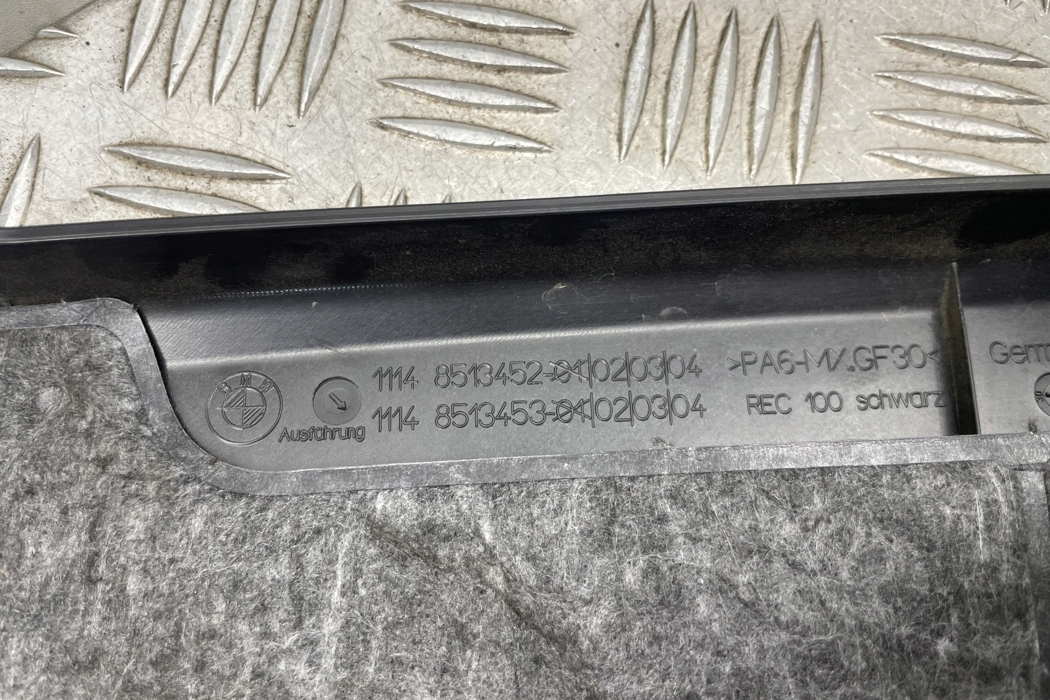 BMW
Ausführung
1114 8513452-01|02|03|04
1114 8513453-01|02|03|04
>PA6-MX.GF30<
REC 100 schwarz
Germ